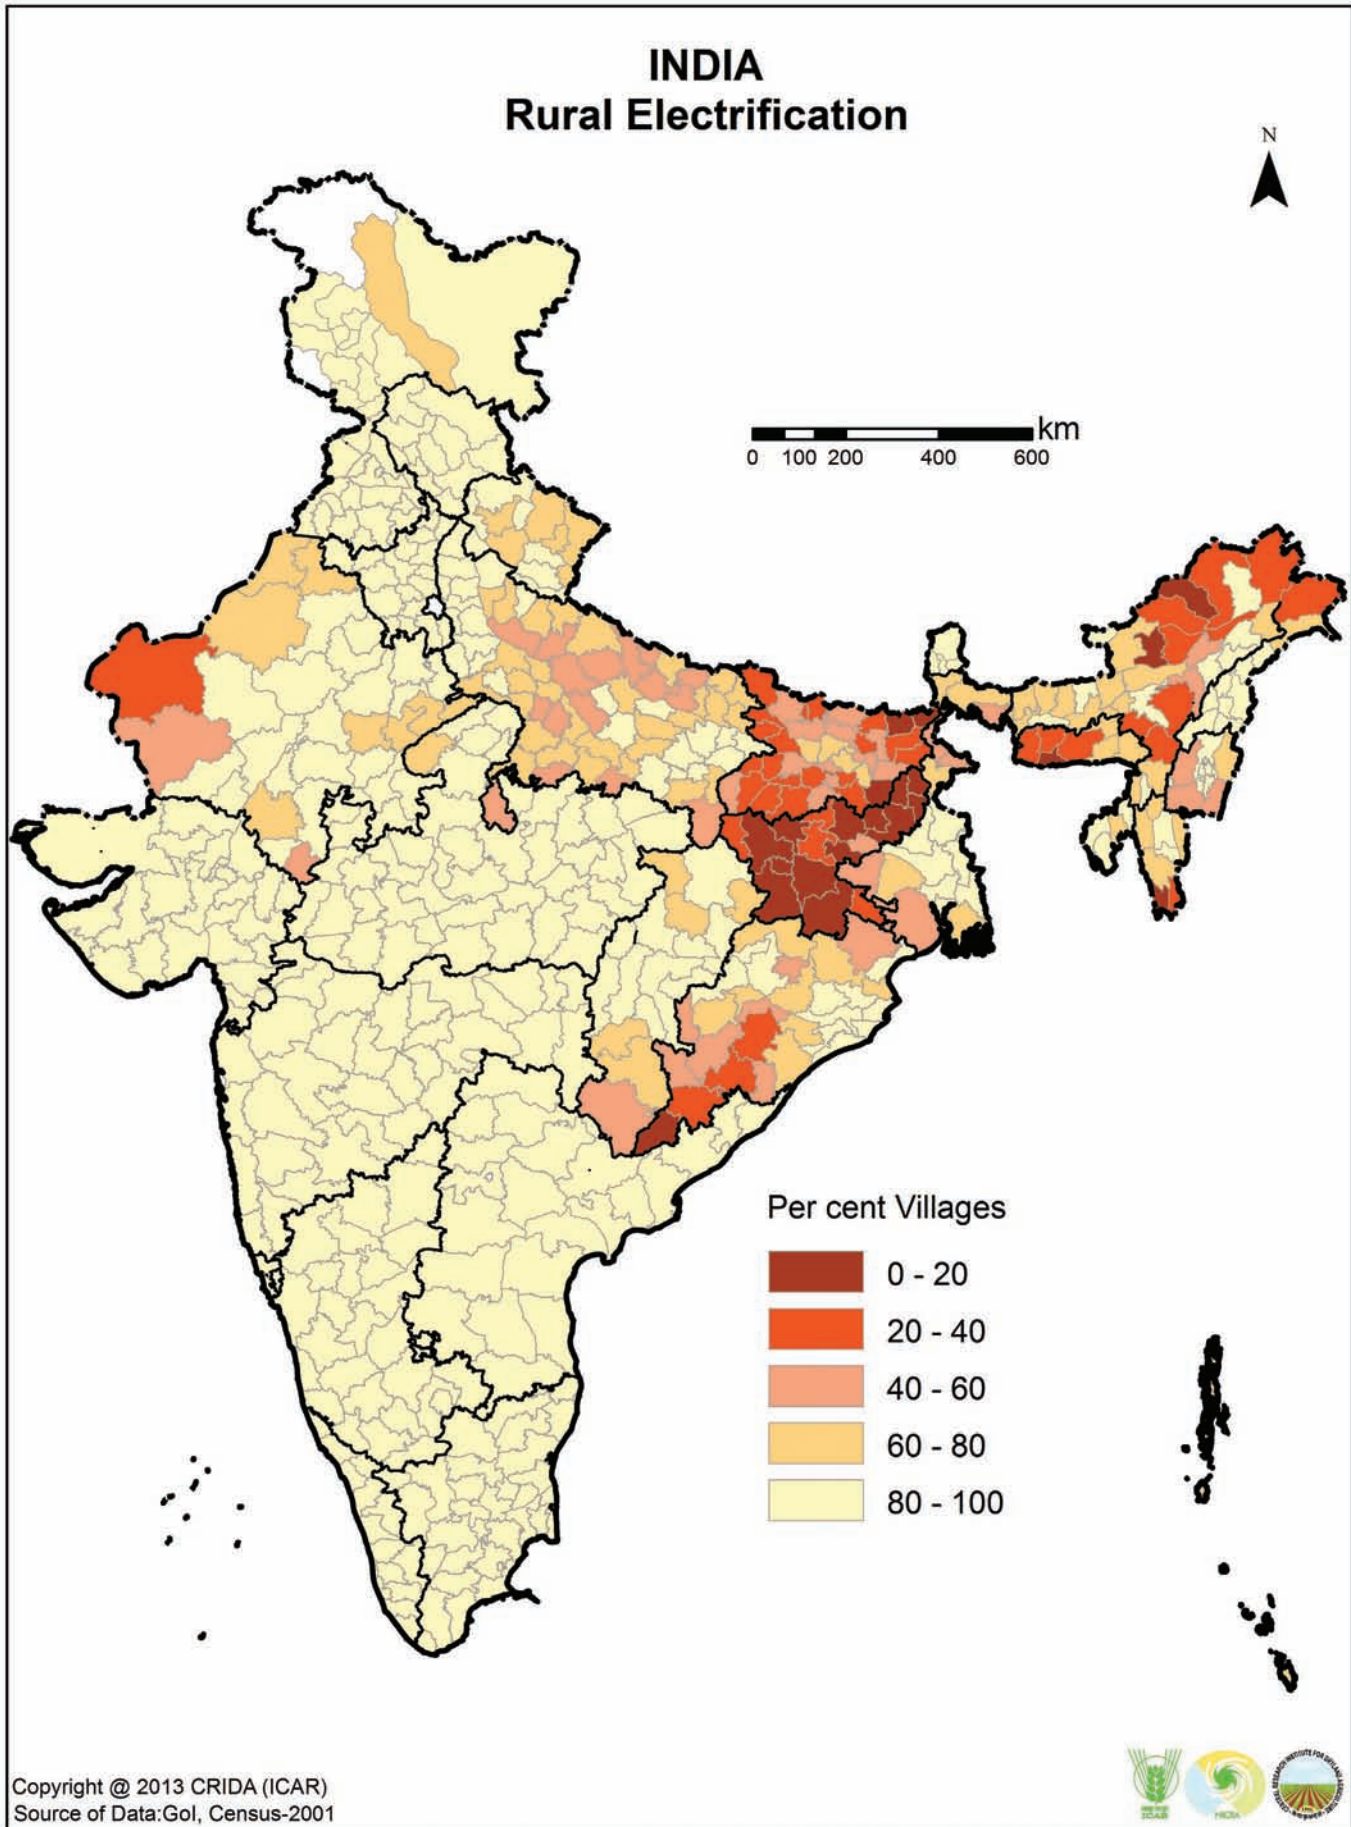 INDIA
Rural Electrification
N
km
0 100 200 400 600
Per cent Villages
0 - 20
20 - 40
40 - 60
60 - 80
80 - 100
Copyright @ 2013 CRIDA (ICAR)
Source of Data:GoI, Census-2001